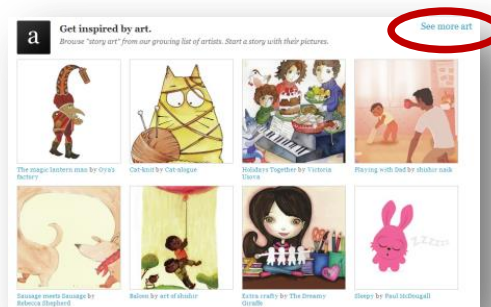 a
Get inspired by art.
See more art
Browse "story art" from our growing list of artists. Start a story with their pictures.
The magic lantern man by Oya's
factory
Cat-knit by Cat-alogue
Holidays Together by Victoria
Usova
Playing with Dad by shishir naik
zzzzz
Sausage meets Sausage by
Rebecca Shepherd
Baloon by art of shishir
Extra crafty by The Dreamy
Giraffe
Sleepy by Paul McDougall